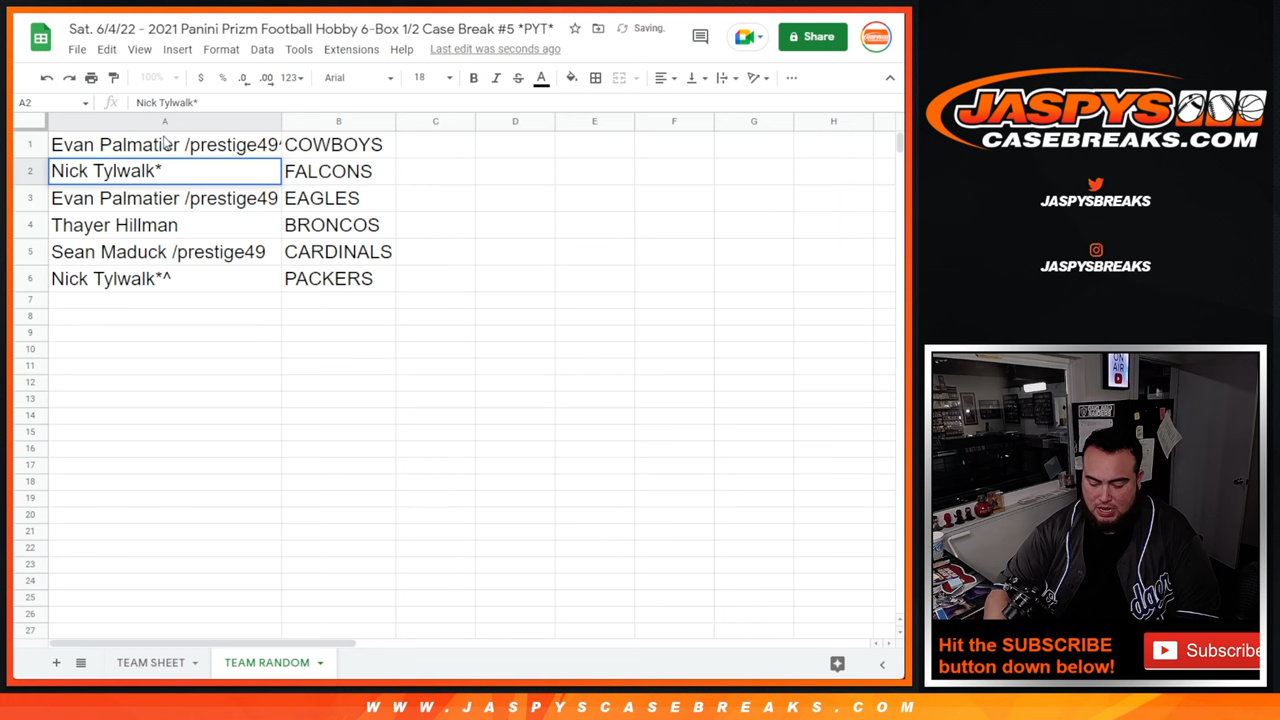 Sat. 6/4/22 - 2021 Panini Prizm Football Hobby 6-Box 1/2 Case Break #5 *PYT*
Saving.
Share
File Edit View Insert Format Data Tools Extensions Help Last edit was seconds ago
100% $ % .0 .00 123 Arial 18 B I S A
A2 fx Nick Tylwalk*
A B C D E F G H
1 Evan Palmatier /prestige49^ COWBOYS
2 Nick Tylwalk* FALCONS
3 Evan Palmatier /prestige49 EAGLES
4 Thayer Hillman BRONCOS
5 Sean Maduck /prestige49 CARDINALS
6 Nick Tylwalk*^ PACKERS
7
8
9
10
11
12
13
14
15
16
17
18
19
20
21
22
23
24
25
26
27
TEAM SHEET TEAM RANDOM
JASPYS
CASEBREAKS.COM
JASPYSBREAKS
JASPYSBREAKS
ON AIR
Hit the SUBSCRIBE
button down below!
Subscribe
WWW.JASPYSCASEBREAKS.COM